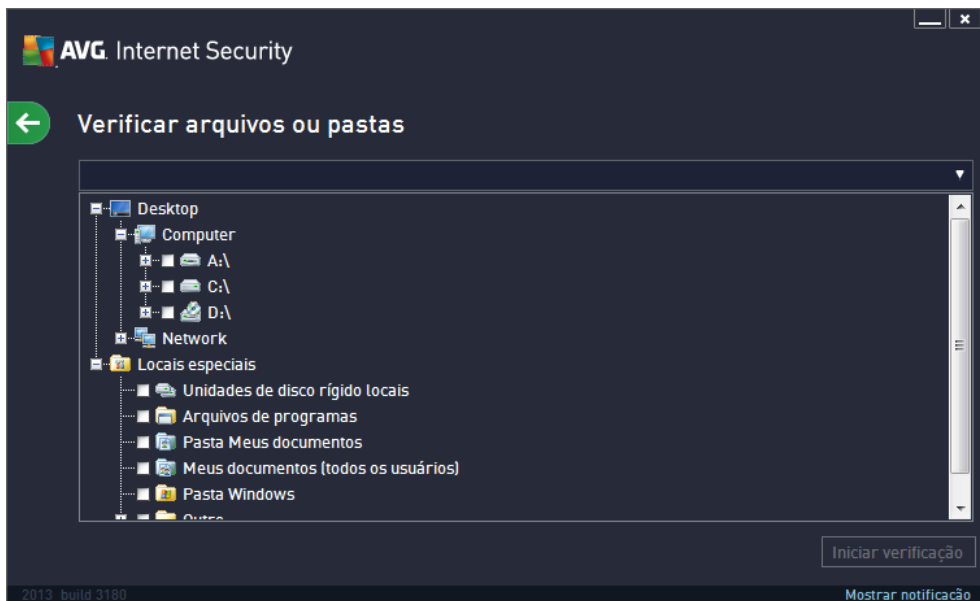 AVG. Internet Security
Verificar arquivos ou pastas
Desktop
Computer
A:\
C:\
D:\
Network
Locais especiais
Unidades de disco rígido locais
Arquivos de programas
Pasta Meus documentos
Meus documentos (todos os usuários)
Pasta Windows
Outro
Iniciar verificação
2013 build 3180
Mostrar notificação